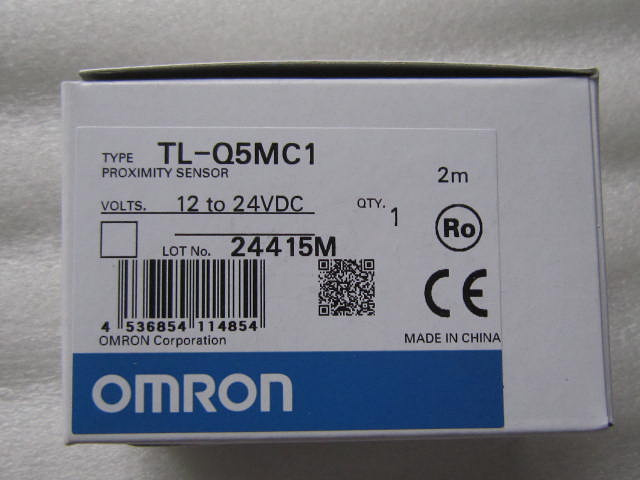 TYPE TL-Q5MC1
PROXIMITY SENSOR
2m
VOLTS. 12 to 24VDC
QTY. 1
Ro
LOT No. 24415M
CE
4 536854 114854
OMRON Corporation
MADE IN CHINA
OMRON